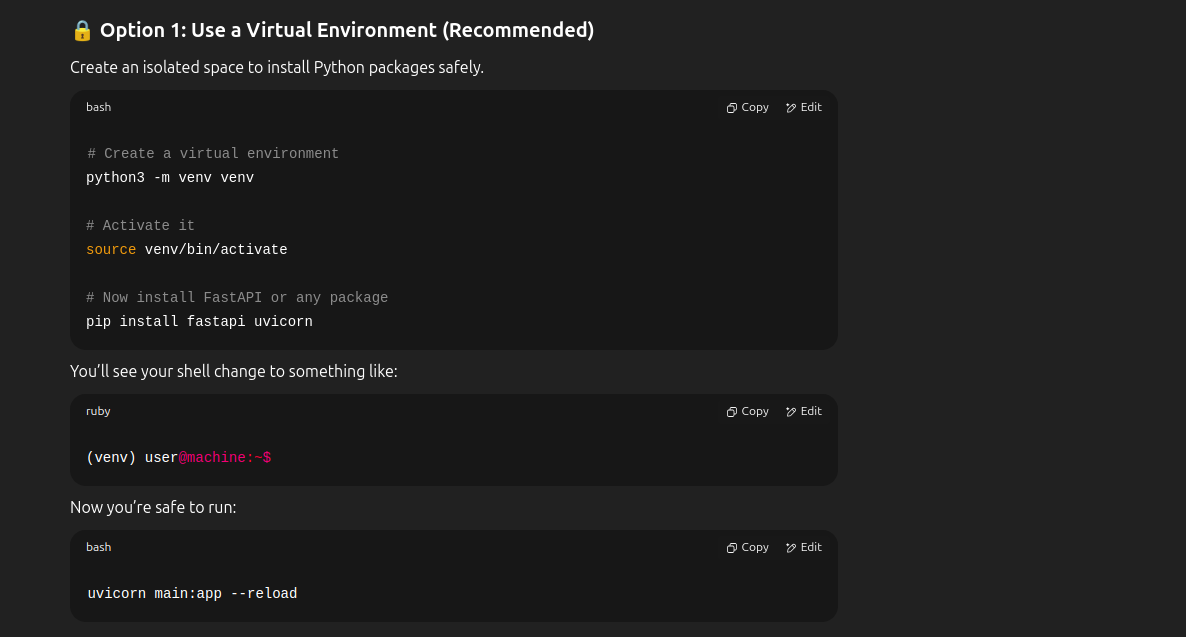 🔒 Option 1: Use a Virtual Environment (Recommended)
Create an isolated space to install Python packages safely.
bash Copy Edit
# Create a virtual environment
python3 -m venv venv
# Activate it
source venv/bin/activate
# Now install FastAPI or any package
pip install fastapi uvicorn
You’ll see your shell change to something like:
ruby Copy Edit
(venv) user@machine:~$
Now you’re safe to run:
bash Copy Edit
uvicorn main:app --reload